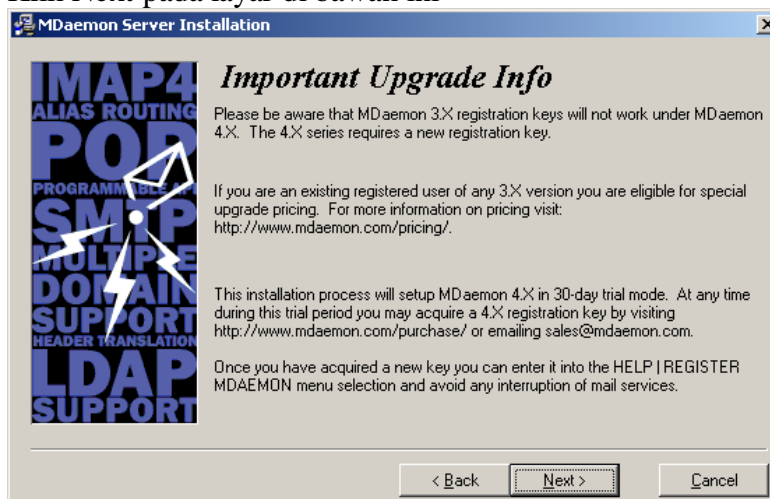 Klik Next pada layar di bawah ini
MDaemon Server Installation
IMAP4
ALIAS ROUTING
POP
PROGRAMMABLE API
SMTP
MULTIPLE
DOMAIN
SUPPORT
HEADER TRANSLATION
LDAP
SUPPORT
Important Upgrade Info
Please be aware that MDaemon 3.X registration keys will not work under MDaemon
4.X. The 4.X series requires a new registration key.
If you are an existing registered user of any 3.X version you are eligible for special
upgrade pricing. For more information on pricing visit:
http://www.mdaemon.com/pricing/.
This installation process will setup MDaemon 4.X in 30-day trial mode. At any time
during this trial period you may acquire a 4.X registration key by visiting
http://www.mdaemon.com/purchase/ or emailing sales@mdaemon.com.
Once you have acquired a new key you can enter it into the HELP | REGISTER
MDAEMON menu selection and avoid any interruption of mail services.
< Back
Next >
Cancel